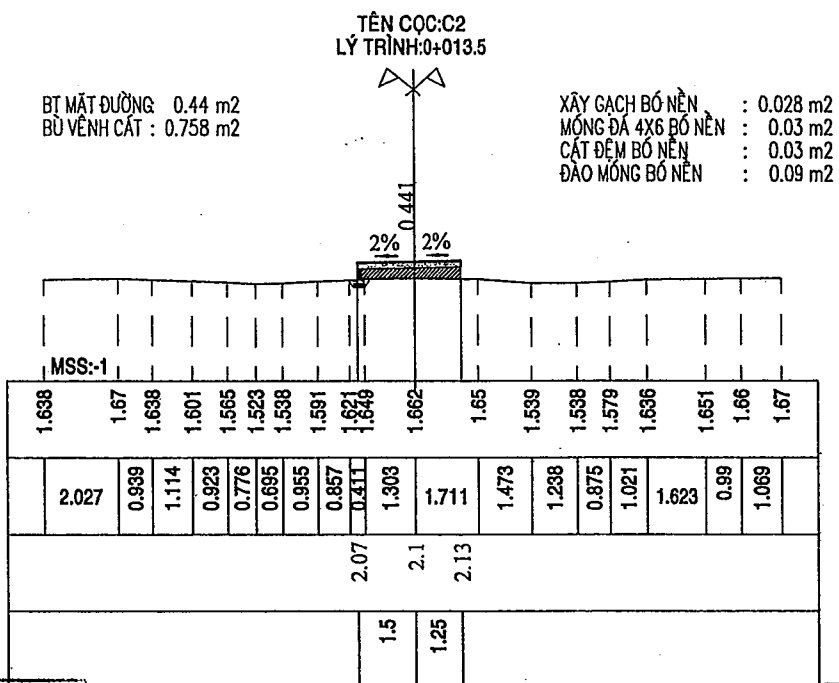 TÊN CỌC:C2
LÝ TRÌNH:0+013.5
BT MẶT ĐƯỜNG: 0.44 m2
BÙ VÊNH CÁT : 0.758 m2
XÂY GẠCH BÓ NỀN : 0.028 m2
MÓNG ĐÁ 4X6 BÓ NỀN : 0.03 m2
CÁT ĐỆM BÓ NỀN : 0.03 m2
ĐÀO MÓNG BÓ NỀN : 0.09 m2
0.441
2% 2%
MSS:-1
1.638 1.67 1.638 1.601 1.565 1.523 1.538 1.591 1.621 1.649 1.662 1.65 1.539 1.538 1.579 1.636 1.651 1.66 1.67
2.027 0.939 1.114 0.923 0.776 0.695 0.955 0.857 0.411 1.303 1.711 1.473 1.238 0.875 1.021 1.623 0.99 1.069
2.07 2.1 2.13
1.5 1.25